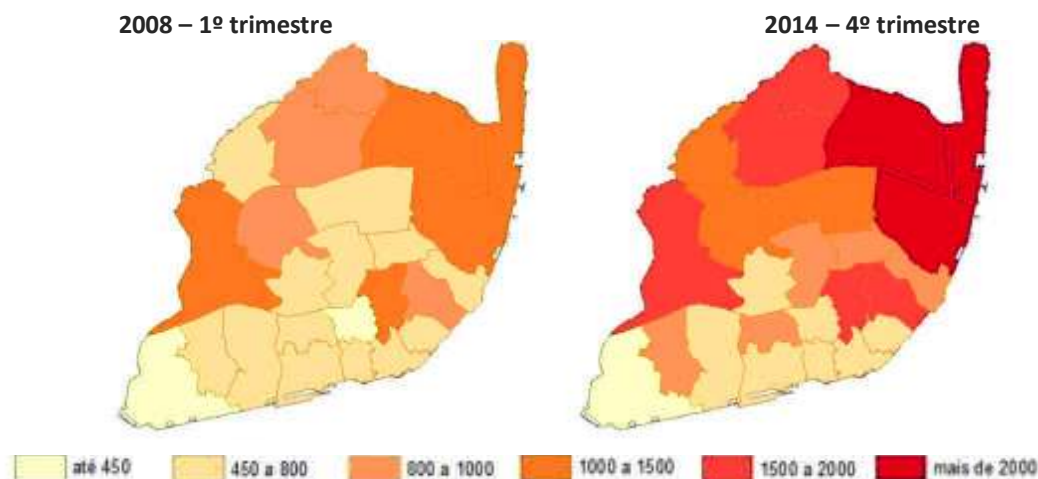 2008 – 1º trimestre
2014 – 4º trimestre
até 450
450 a 800
800 a 1000
1000 a 1500
1500 a 2000
mais de 2000